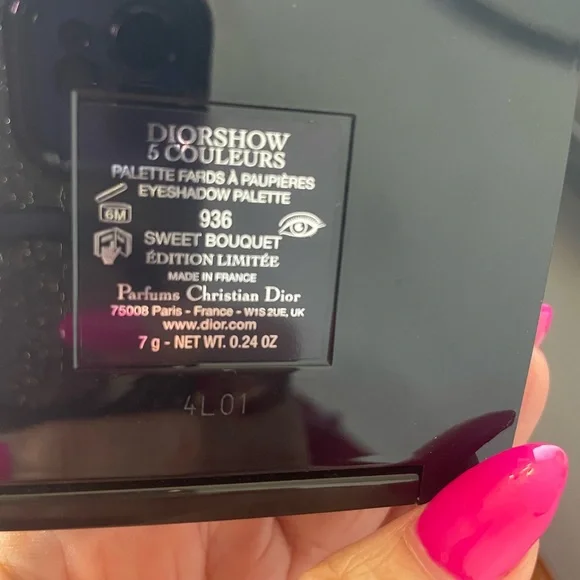 DIORSHOW
5 COULEURS
PALETTE FARDS À PAUPIÈRES
EYESHADOW PALETTE
6M
936
SWEET BOUQUET
ÉDITION LIMITÉE
MADE IN FRANCE
Parfums Christian Dior
75008 Paris - France - W1S 2UE, UK
www.dior.com
7 g - NET WT. 0.24 OZ
4L01